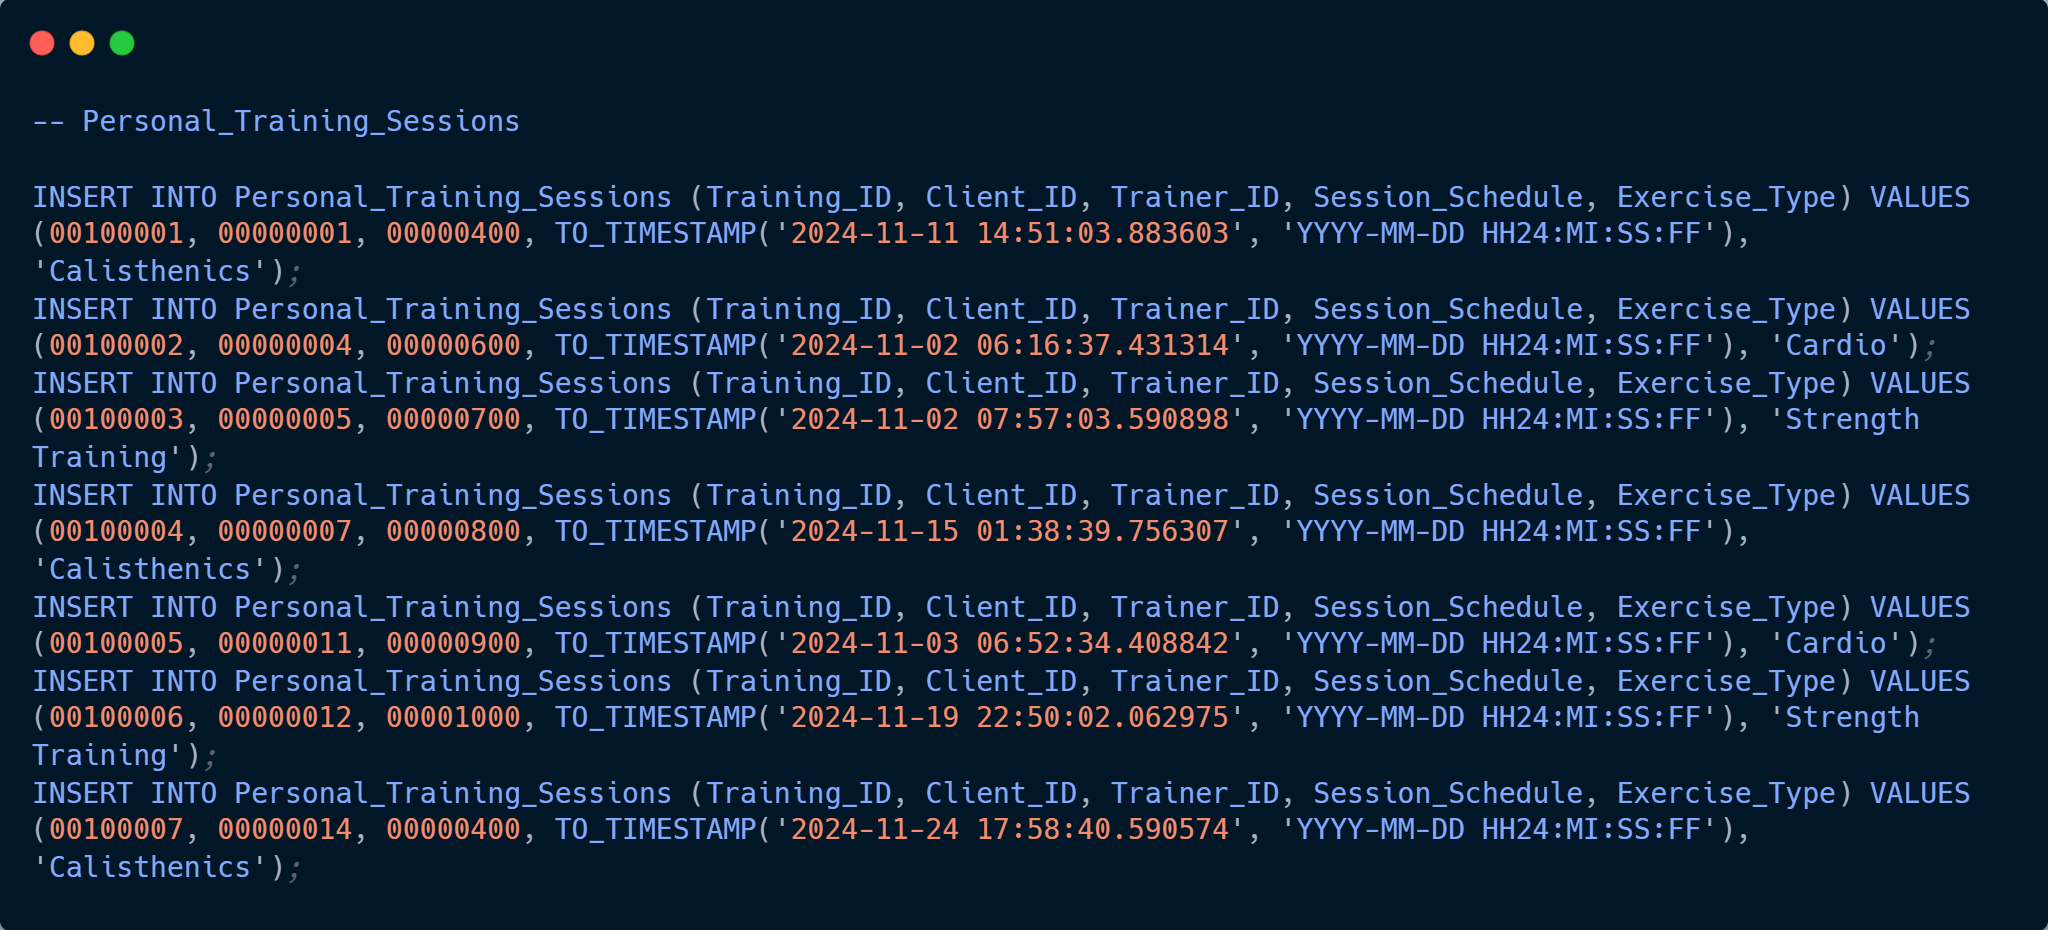 -- Personal_Training_Sessions
INSERT INTO Personal_Training_Sessions (Training_ID, Client_ID, Trainer_ID, Session_Schedule, Exercise_Type) VALUES
(00100001, 00000001, 00000400, TO_TIMESTAMP('2024-11-11 14:51:03.883603', 'YYYY-MM-DD HH24:MI:SS:FF'),
'Calisthenics');
INSERT INTO Personal_Training_Sessions (Training_ID, Client_ID, Trainer_ID, Session_Schedule, Exercise_Type) VALUES
(00100002, 00000004, 00000600, TO_TIMESTAMP('2024-11-02 06:16:37.431314', 'YYYY-MM-DD HH24:MI:SS:FF'), 'Cardio');
INSERT INTO Personal_Training_Sessions (Training_ID, Client_ID, Trainer_ID, Session_Schedule, Exercise_Type) VALUES
(00100003, 00000005, 00000700, TO_TIMESTAMP('2024-11-02 07:57:03.590898', 'YYYY-MM-DD HH24:MI:SS:FF'), 'Strength
Training');
INSERT INTO Personal_Training_Sessions (Training_ID, Client_ID, Trainer_ID, Session_Schedule, Exercise_Type) VALUES
(00100004, 00000007, 00000800, TO_TIMESTAMP('2024-11-15 01:38:39.756307', 'YYYY-MM-DD HH24:MI:SS:FF'),
'Calisthenics');
INSERT INTO Personal_Training_Sessions (Training_ID, Client_ID, Trainer_ID, Session_Schedule, Exercise_Type) VALUES
(00100005, 00000011, 00000900, TO_TIMESTAMP('2024-11-03 06:52:34.408842', 'YYYY-MM-DD HH24:MI:SS:FF'), 'Cardio');
INSERT INTO Personal_Training_Sessions (Training_ID, Client_ID, Trainer_ID, Session_Schedule, Exercise_Type) VALUES
(00100006, 00000012, 00001000, TO_TIMESTAMP('2024-11-19 22:50:02.062975', 'YYYY-MM-DD HH24:MI:SS:FF'), 'Strength
Training');
INSERT INTO Personal_Training_Sessions (Training_ID, Client_ID, Trainer_ID, Session_Schedule, Exercise_Type) VALUES
(00100007, 00000014, 00000400, TO_TIMESTAMP('2024-11-24 17:58:40.590574', 'YYYY-MM-DD HH24:MI:SS:FF'),
'Calisthenics');